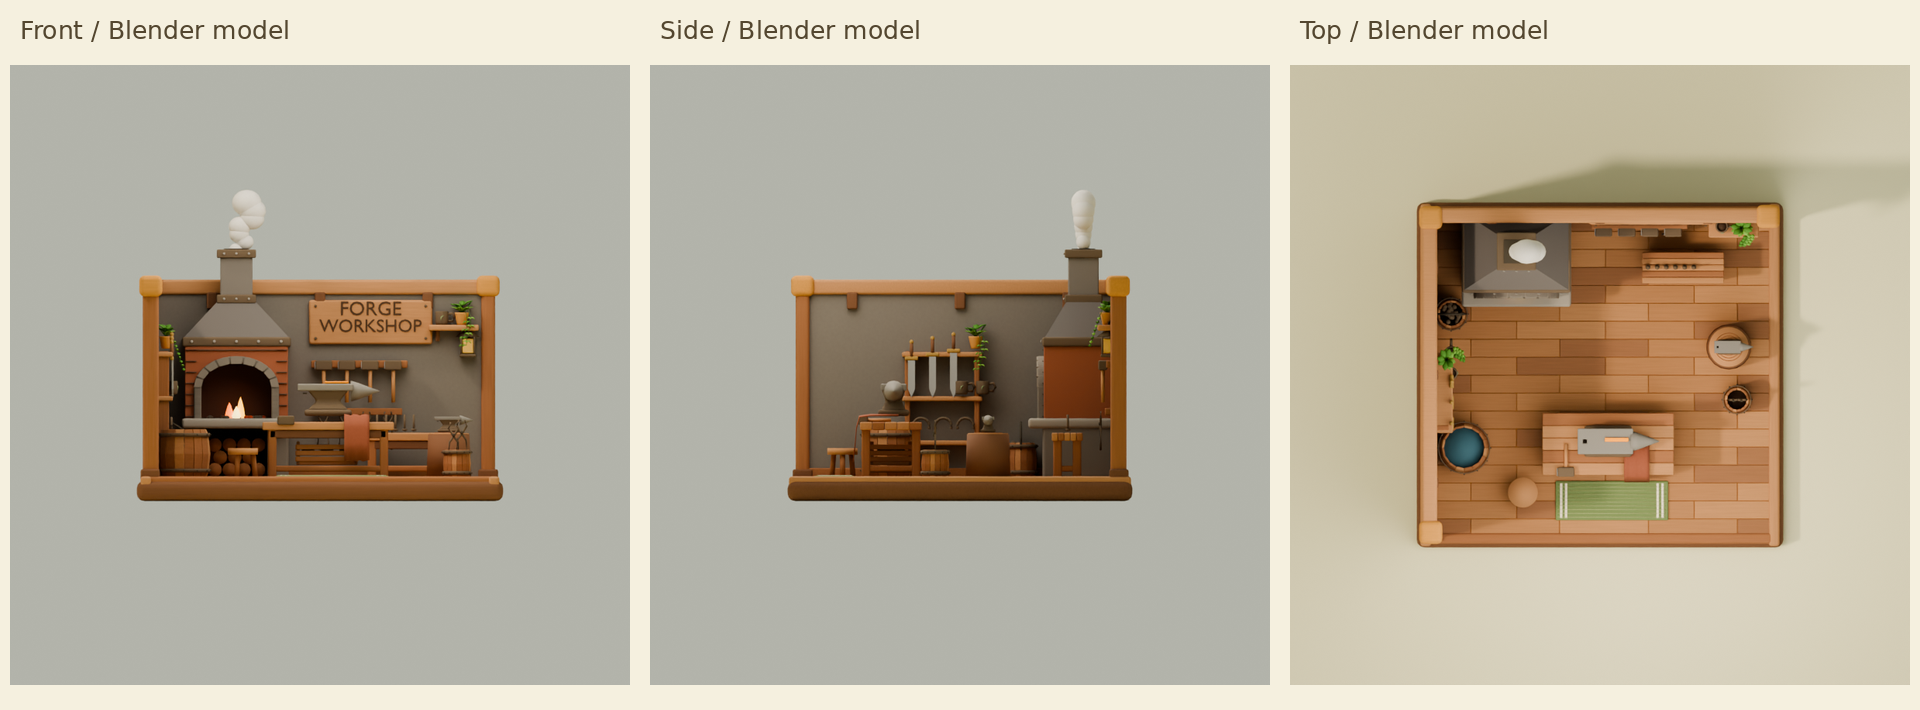 Front / Blender model
Side / Blender model
Top / Blender model
FORGE
WORKSHOP